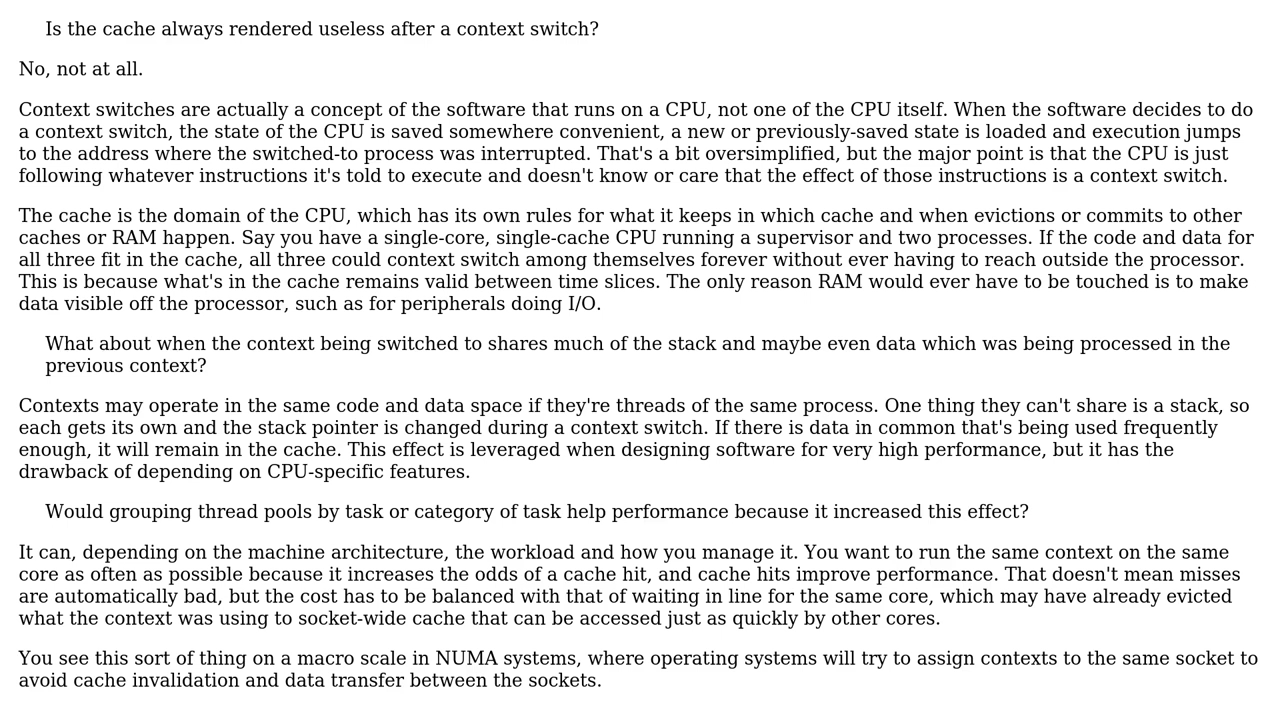 Is the cache always rendered useless after a context switch?
No, not at all.
Context switches are actually a concept of the software that runs on a CPU, not one of the CPU itself. When the software decides to do
a context switch, the state of the CPU is saved somewhere convenient, a new or previously-saved state is loaded and execution jumps
to the address where the switched-to process was interrupted. That's a bit oversimplified, but the major point is that the CPU is just
following whatever instructions it's told to execute and doesn't know or care that the effect of those instructions is a context switch.
The cache is the domain of the CPU, which has its own rules for what it keeps in which cache and when evictions or commits to other
caches or RAM happen. Say you have a single-core, single-cache CPU running a supervisor and two processes. If the code and data for
all three fit in the cache, all three could context switch among themselves forever without ever having to reach outside the processor.
This is because what's in the cache remains valid between time slices. The only reason RAM would ever have to be touched is to make
data visible off the processor, such as for peripherals doing I/O.
What about when the context being switched to shares much of the stack and maybe even data which was being processed in the
previous context?
Contexts may operate in the same code and data space if they're threads of the same process. One thing they can't share is a stack, so
each gets its own and the stack pointer is changed during a context switch. If there is data in common that's being used frequently
enough, it will remain in the cache. This effect is leveraged when designing software for very high performance, but it has the
drawback of depending on CPU-specific features.
Would grouping thread pools by task or category of task help performance because it increased this effect?
It can, depending on the machine architecture, the workload and how you manage it. You want to run the same context on the same
core as often as possible because it increases the odds of a cache hit, and cache hits improve performance. That doesn't mean misses
are automatically bad, but the cost has to be balanced with that of waiting in line for the same core, which may have already evicted
what the context was using to socket-wide cache that can be accessed just as quickly by other cores.
You see this sort of thing on a macro scale in NUMA systems, where operating systems will try to assign contexts to the same socket to
avoid cache invalidation and data transfer between the sockets.